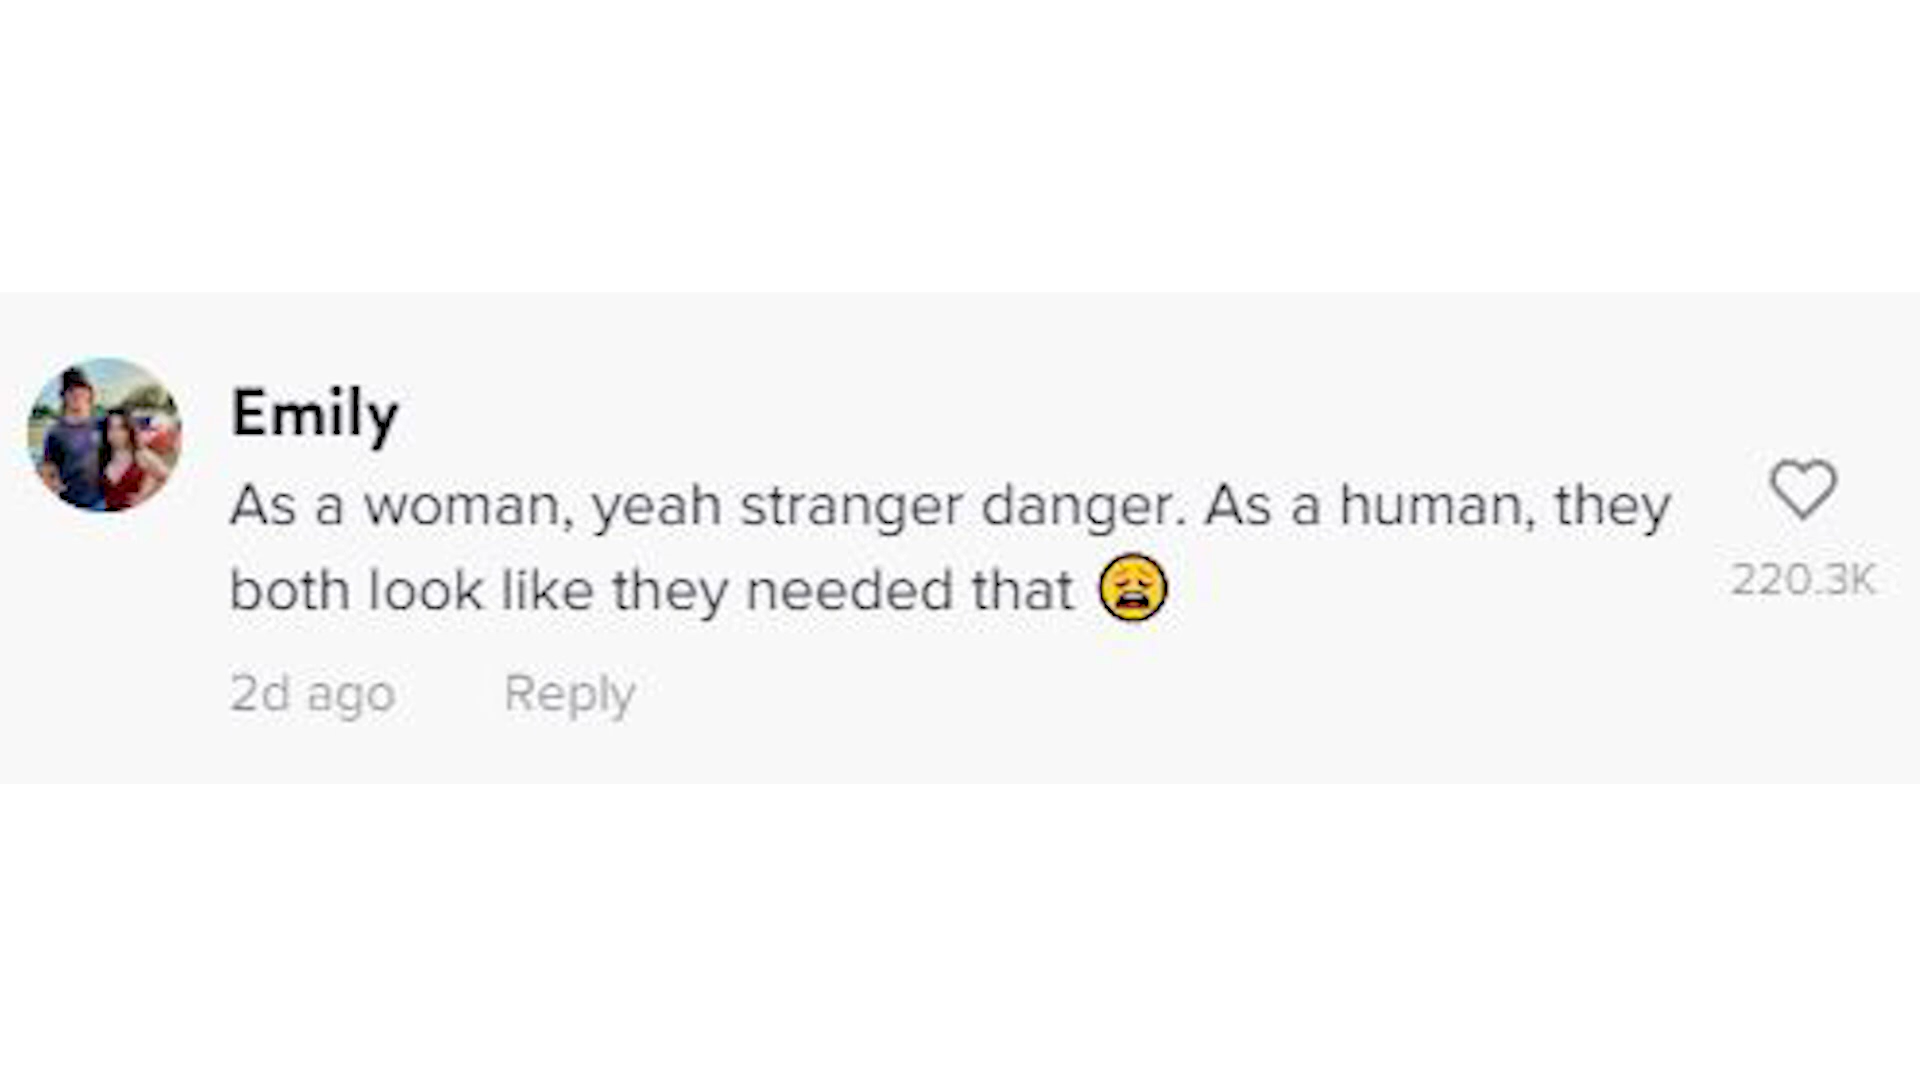 Emily
As a woman, yeah stranger danger. As a human, they
both look like they needed that 😩
220.3K
2d ago Reply